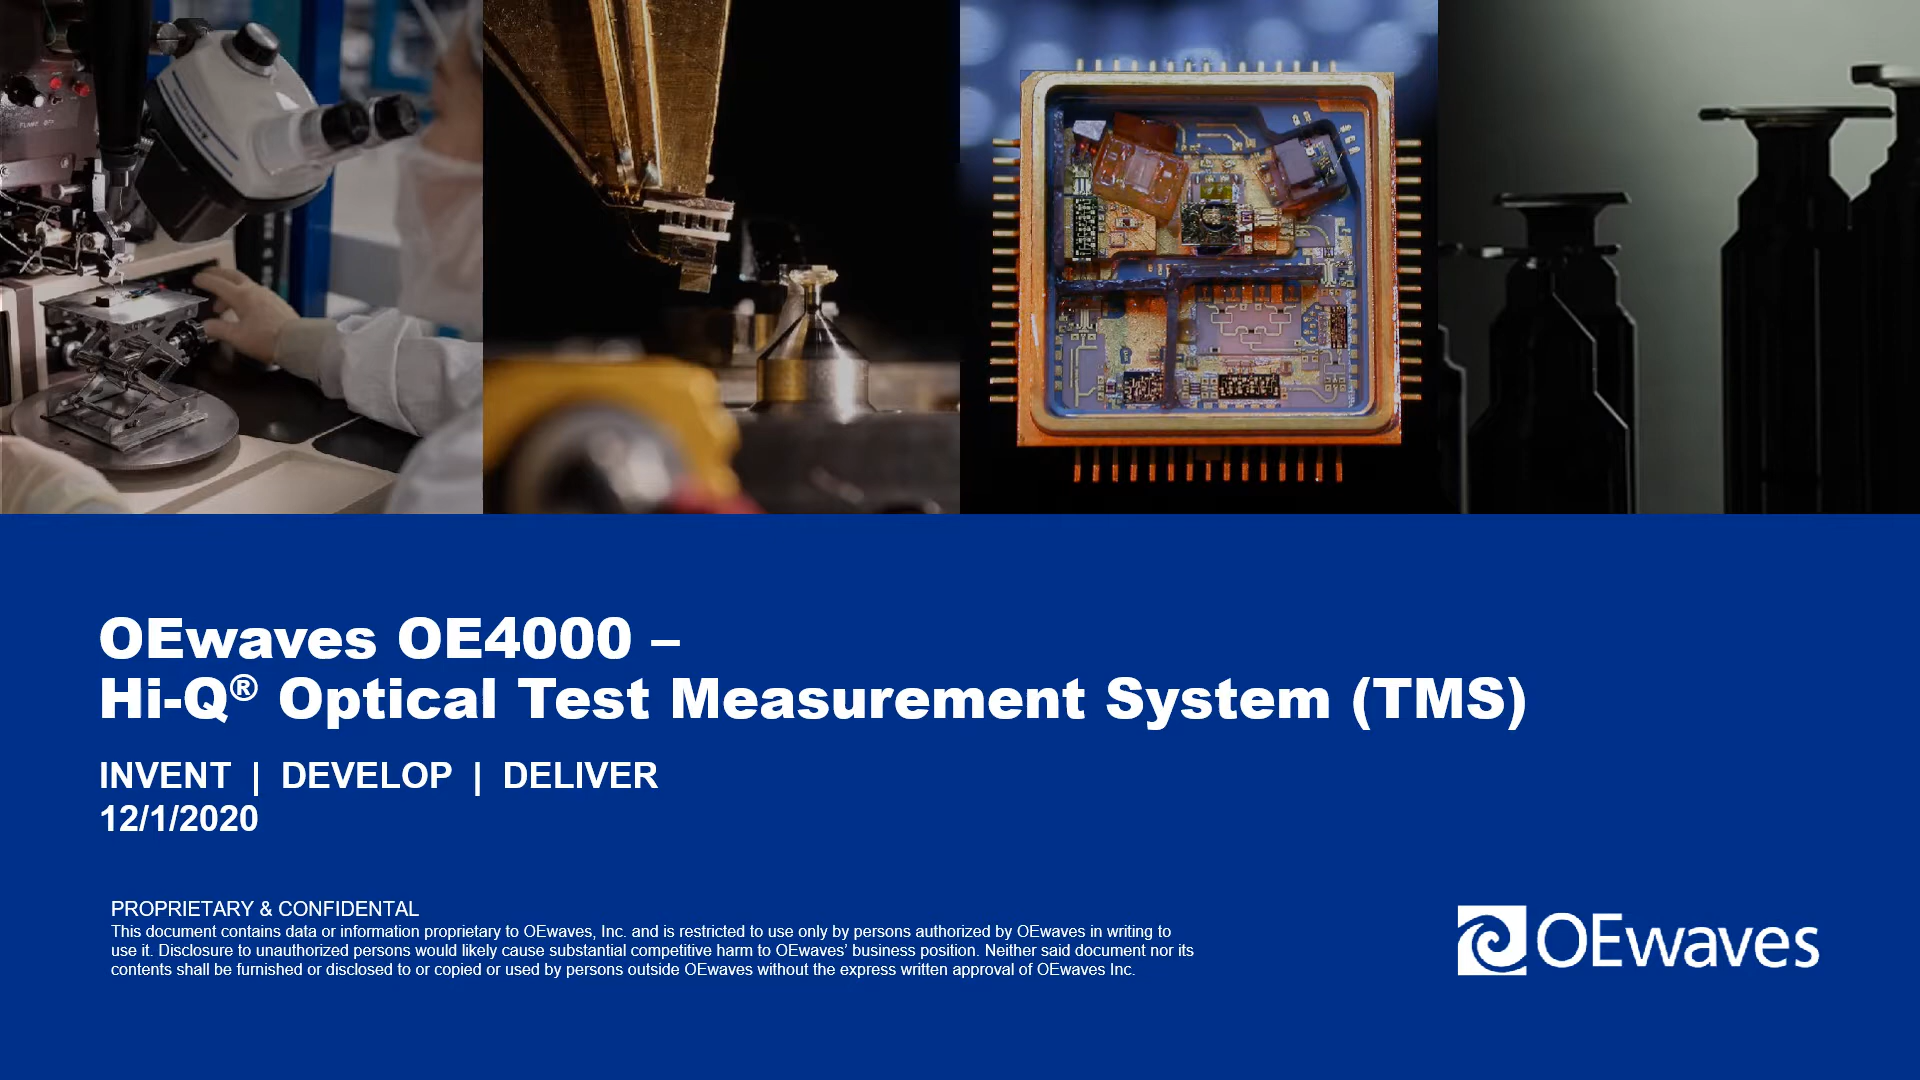 OEwaves OE4000 –
Hi-Q® Optical Test Measurement System (TMS)
INVENT | DEVELOP | DELIVER
12/1/2020
PROPRIETARY & CONFIDENTAL
This document contains data or information proprietary to OEwaves, Inc. and is restricted to use only by persons authorized by OEwaves in writing to
use it. Disclosure to unauthorized persons would likely cause substantial competitive harm to OEwaves’ business position. Neither said document nor its
contents shall be furnished or disclosed to or copied or used by persons outside OEwaves without the express written approval of OEwaves Inc.
OEwaves